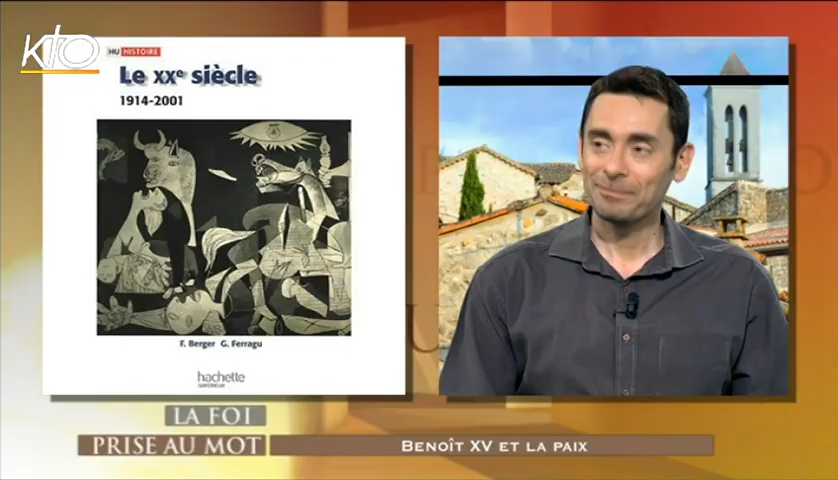 KTO
HU HISTOIRE
Le XXe siècle
1914-2001
F. Berger G. Ferragu
hachette
SUPÉRIEUR
LA FOI
PRISE AU MOT
BENOÎT XV ET LA PAIX